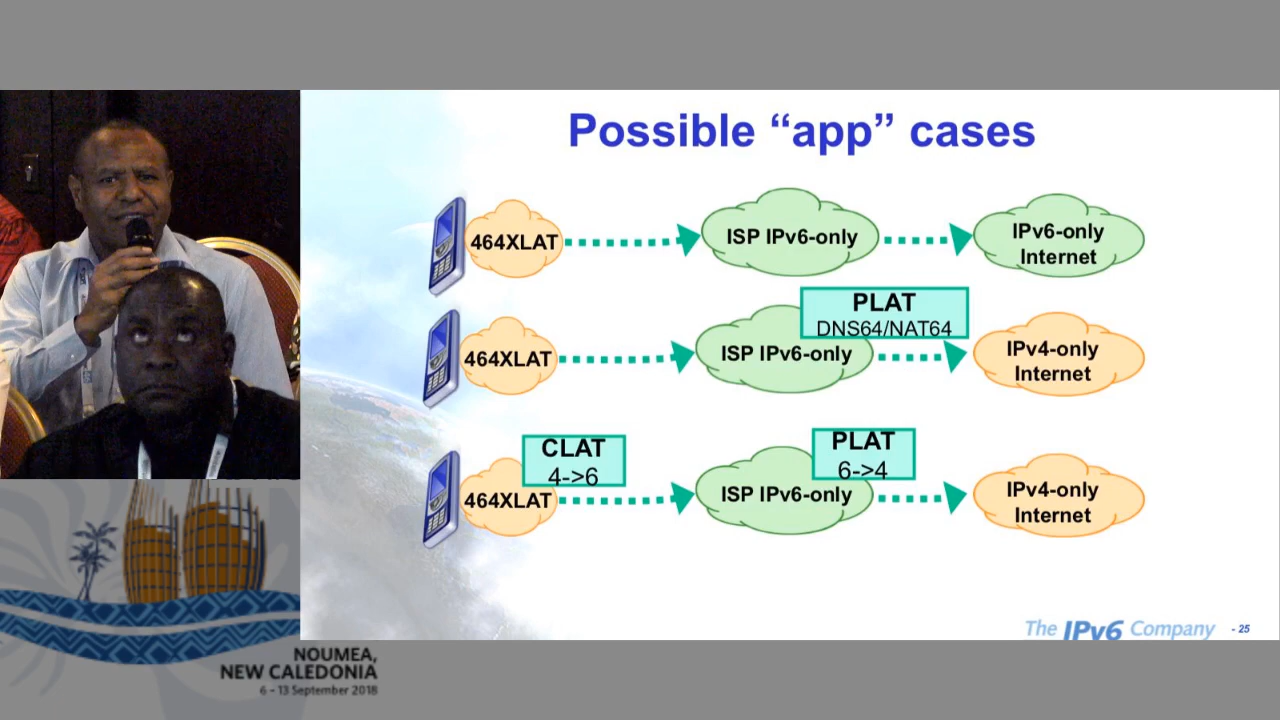 Possible “app” cases
464XLAT
ISP IPv6-only
IPv6-only
Internet
PLAT
DNS64/NAT64
464XLAT
ISP IPv6-only
IPv4-only
Internet
CLAT
4->6
PLAT
6->4
464XLAT
ISP IPv6-only
IPv4-only
Internet
The IPv6 Company
- 25
NOUMEA,
NEW CALEDONIA
6 – 13 September 2018